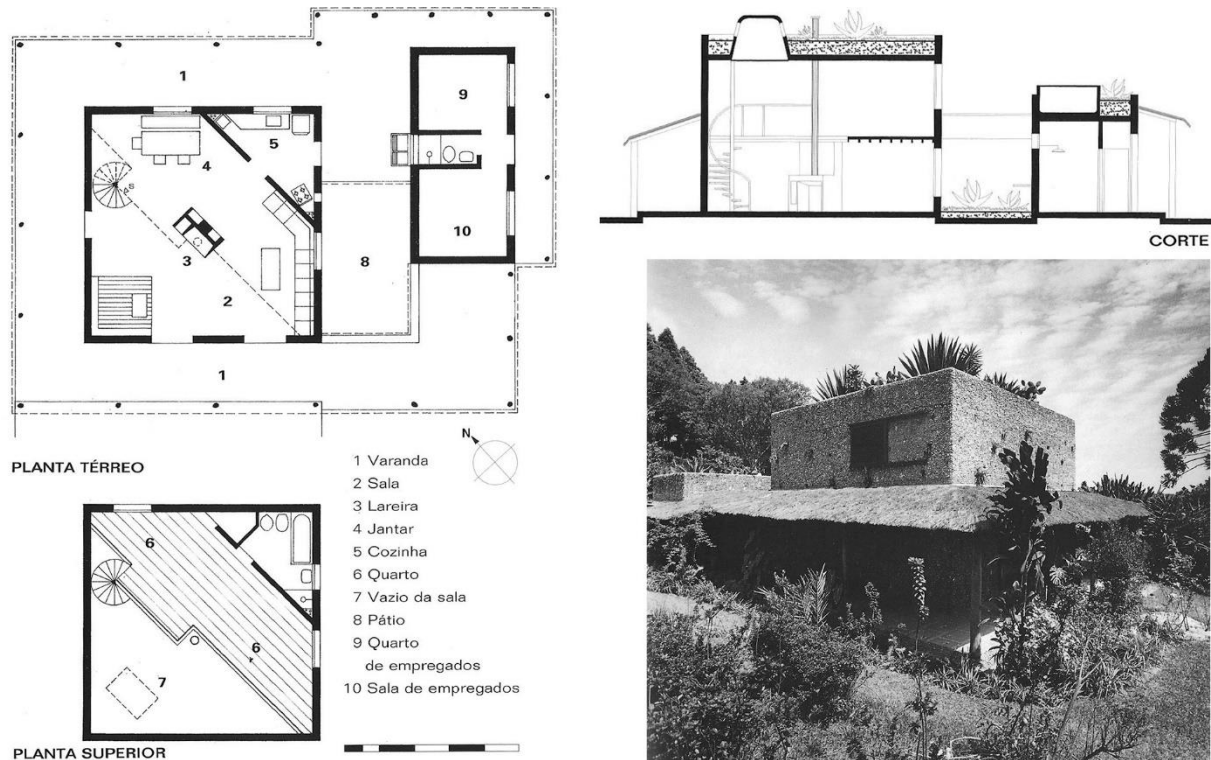 1
9
5
4
10
3
8
2
1
N
PLANTA TÉRREO
1 Varanda
2 Sala
3 Lareira
4 Jantar
5 Cozinha
6 Quarto
7 Vazio da sala
8 Pátio
9 Quarto
de empregados
10 Sala de empregados
6
6
7
PLANTA SUPERIOR
CORTE